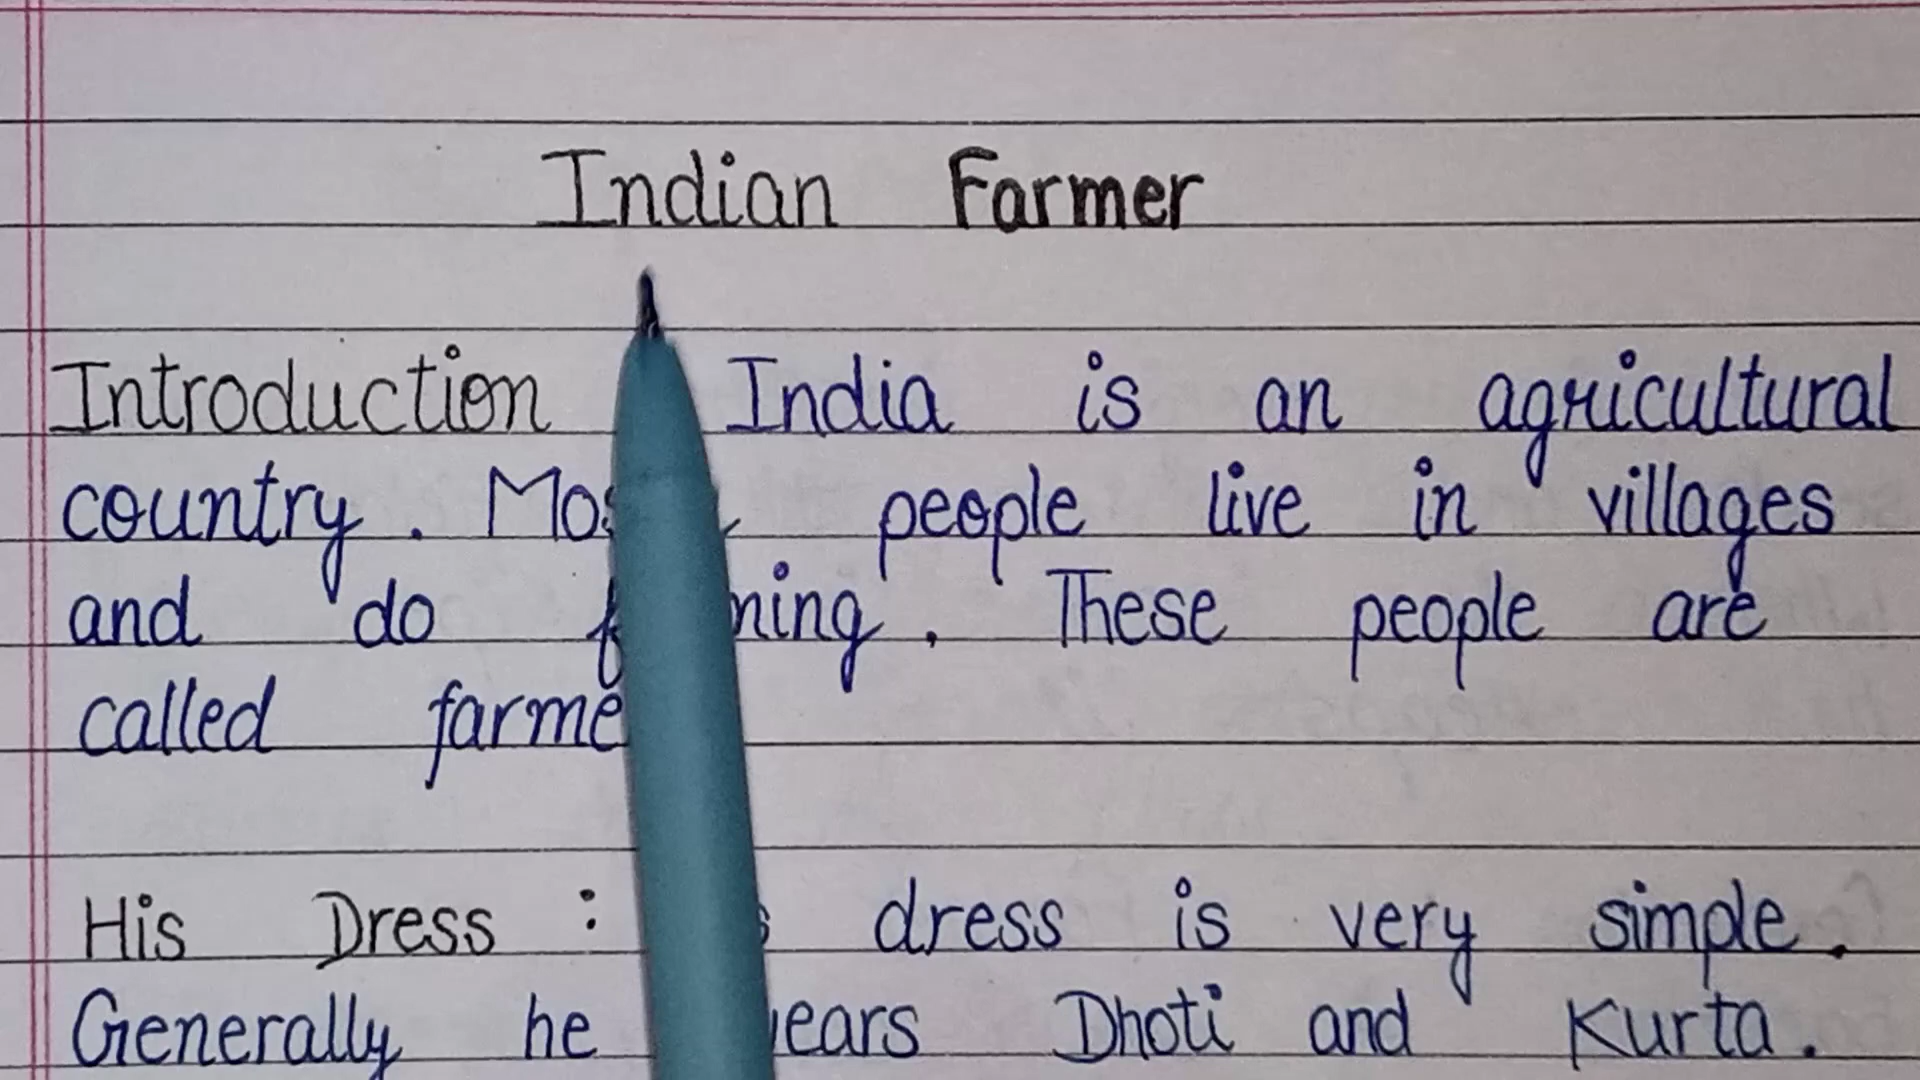 Indian Farmer
Introduction India is an agricultural
country. people live in villages
and do . These people are
called
His Dress : dress is very simple.
Generally he Dhoti and Kurta.